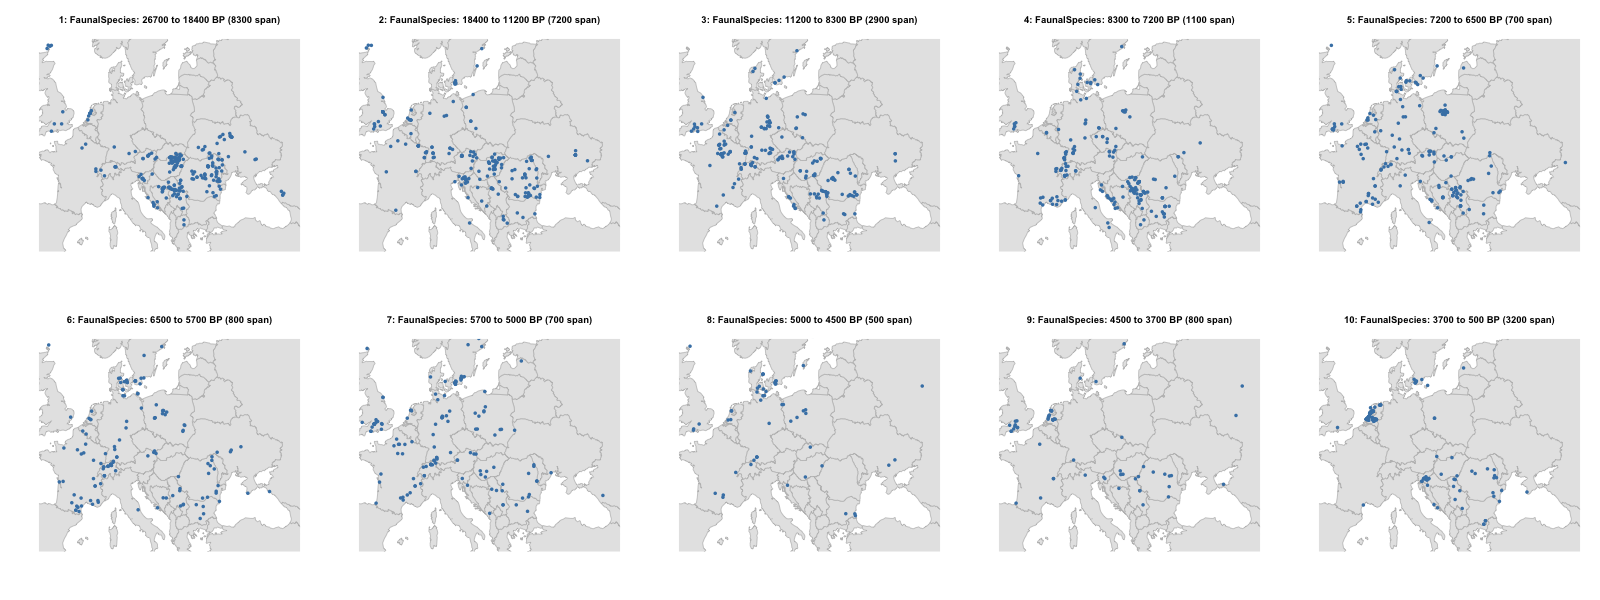 1: FaunalSpecies: 26700 to 18400 BP (8300 span)
2: FaunalSpecies: 18400 to 11200 BP (7200 span)
3: FaunalSpecies: 11200 to 8300 BP (2900 span)
4: FaunalSpecies: 8300 to 7200 BP (1100 span)
5: FaunalSpecies: 7200 to 6500 BP (700 span)
6: FaunalSpecies: 6500 to 5700 BP (800 span)
7: FaunalSpecies: 5700 to 5000 BP (700 span)
8: FaunalSpecies: 5000 to 4500 BP (500 span)
9: FaunalSpecies: 4500 to 3700 BP (800 span)
10: FaunalSpecies: 3700 to 500 BP (3200 span)